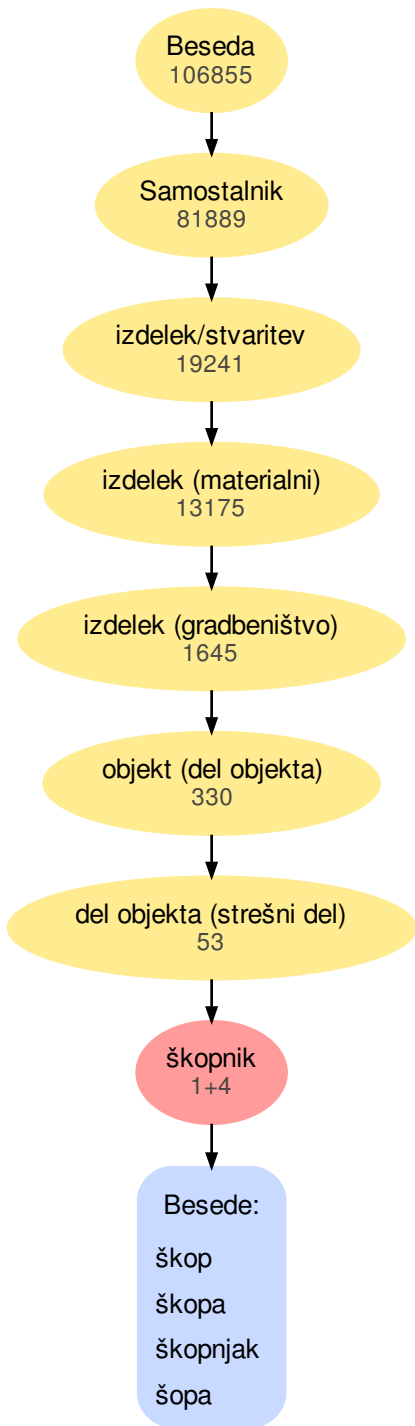 Beseda
106855
Samostalnik
81889
izdelek/stvaritev
19241
izdelek (materialni)
13175
izdelek (gradbeništvo)
1645
objekt (del objekta)
330
del objekta (strešni del)
53
škopnik
1+4
Besede:
škop
škopa
škopnjak
šopa